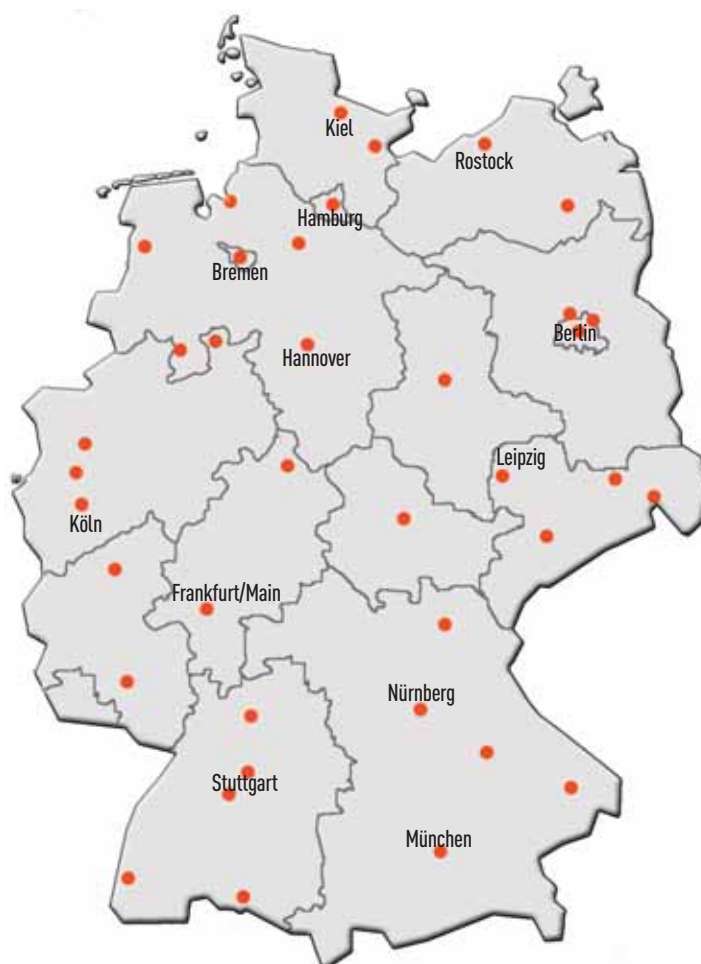 Kiel
Rostock
Hamburg
Bremen
Berlin
Hannover
Leipzig
Köln
Frankfurt/Main
Nürnberg
Stuttgart
München